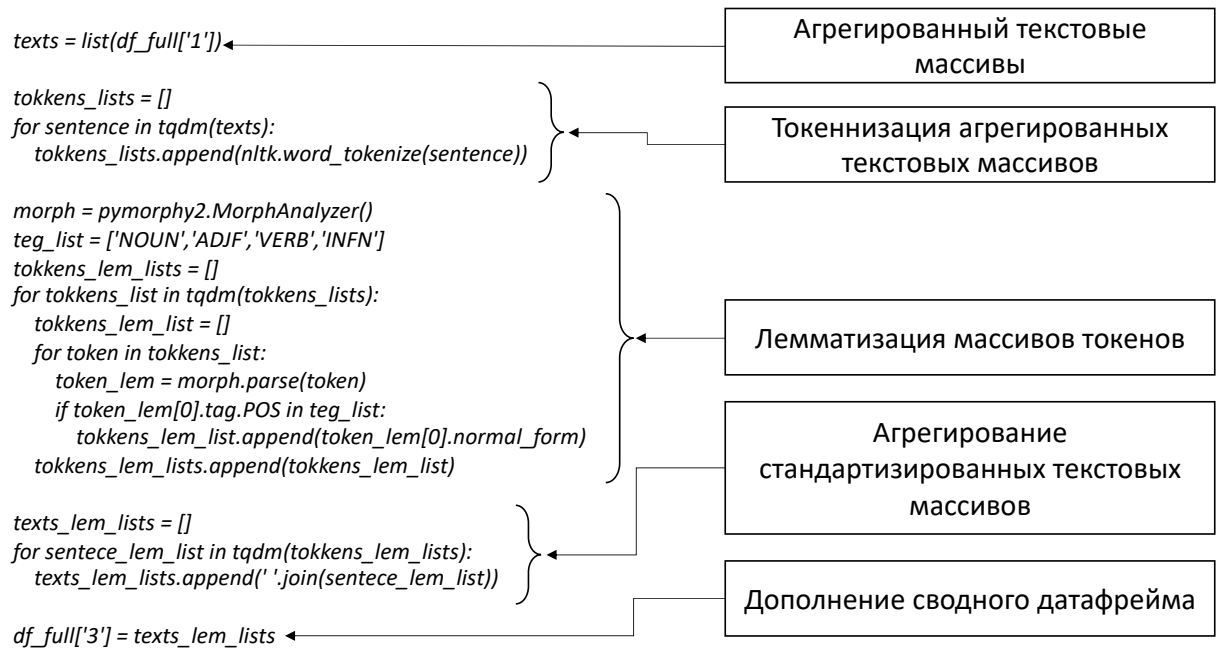 texts = list(df_full['1'])
Агрегированный текстовые
массивы
tokkens_lists = []
for sentence in tqdm(texts):
tokkens_lists.append(nltk.word_tokenize(sentence))
Токеннизация агрегированных
текстовых массивов
morph = pymorphy2.MorphAnalyzer()
teg_list = ['NOUN','ADJF','VERB','INFN']
tokkens_lem_lists = []
for tokkens_list in tqdm(tokkens_lists):
tokkens_lem_list = []
for token in tokkens_list:
token_lem = morph.parse(token)
if token_lem[0].tag.POS in teg_list:
tokkens_lem_list.append(token_lem[0].normal_form)
tokkens_lem_lists.append(tokkens_lem_list)
Лемматизация массивов токенов
texts_lem_lists = []
for sentece_lem_list in tqdm(tokkens_lem_lists):
texts_lem_lists.append(' '.join(sentece_lem_list))
Агрегирование
стандартизированных текстовых
массивов
df_full['3'] = texts_lem_lists
Дополнение сводного датафрейма